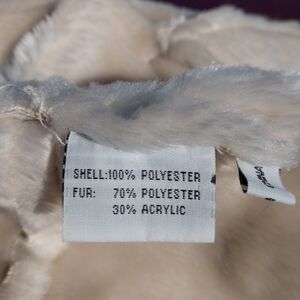 SHELL:100% POLYESTER
FUR: 70% POLYESTER
30% ACRYLIC